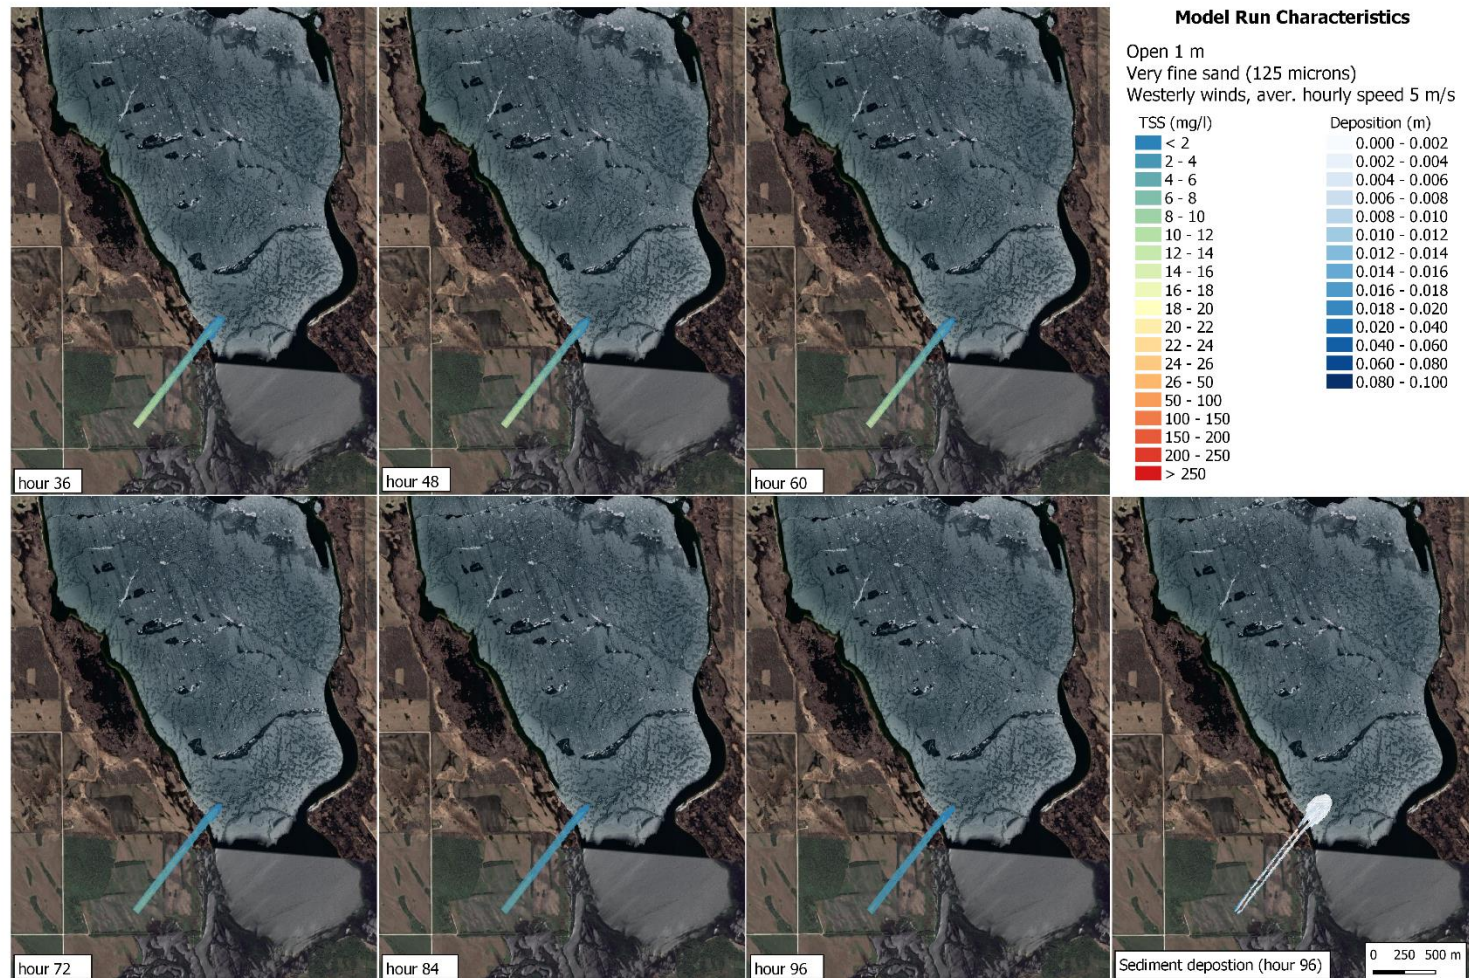 Model Run Characteristics
Open 1 m
Very fine sand (125 microns)
Westerly winds, aver. hourly speed 5 m/s
TSS (mg/l)
< 2
2 - 4
4 - 6
6 - 8
8 - 10
10 - 12
12 - 14
14 - 16
16 - 18
18 - 20
20 - 22
22 - 24
24 - 26
26 - 50
50 - 100
100 - 150
150 - 200
200 - 250
> 250
Deposition (m)
0.000 - 0.002
0.002 - 0.004
0.004 - 0.006
0.006 - 0.008
0.008 - 0.010
0.010 - 0.012
0.012 - 0.014
0.014 - 0.016
0.016 - 0.018
0.018 - 0.020
0.020 - 0.040
0.040 - 0.060
0.060 - 0.080
0.080 - 0.100
hour 36
hour 48
hour 60
hour 72
hour 84
hour 96
Sediment depostion (hour 96)
0 250 500 m